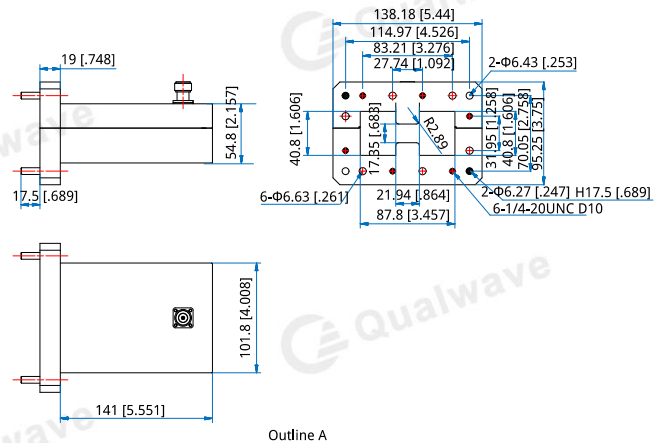 Qualwave
138.18 [5.44]
114.97 [4.526]
83.21 [3.276]
27.74 [1.092]
2-Φ6.43 [.253]
19 [.748]
54.8 [2.157]
17.5 [.689]
40.8 [1.606]
17.35 [.683]
R2.89
31.95 [1.258]
40.8 [1.606]
70.05 [2.758]
95.25 [3.75]
6-Φ6.63 [.261]
21.94 [.864]
87.8 [3.457]
2-Φ6.27 [.247] H17.5 [.689]
6-1/4-20UNC D10
Qualwave
101.8 [4.008]
141 [5.551]
Outline A